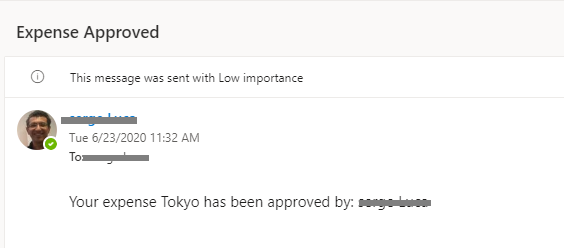 Expense Approved
This message was sent with Low importance
Tue 6/23/2020 11:32 AM
To:
Your expense Tokyo has been approved by: